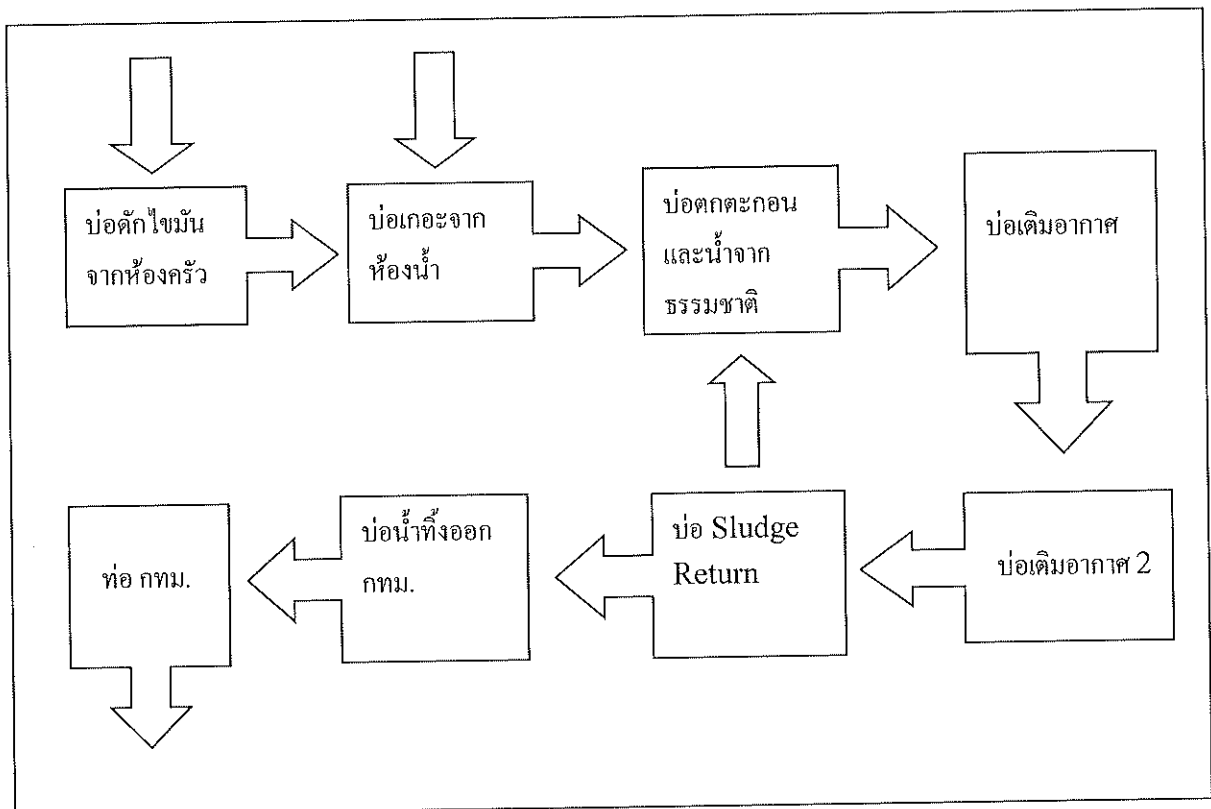 บ่อดักไขมัน
จากห้องครัว
บ่อเกอะจาก
ห้องน้ำ
บ่อตกตะกอน
และน้ำจาก
ธรรมชาติ
บ่อเติมอากาศ
บ่อเติมอากาศ 2
บ่อ Sludge
Return
บ่อน้ำทิ้งออก
กทม.
ท่อ กทม.